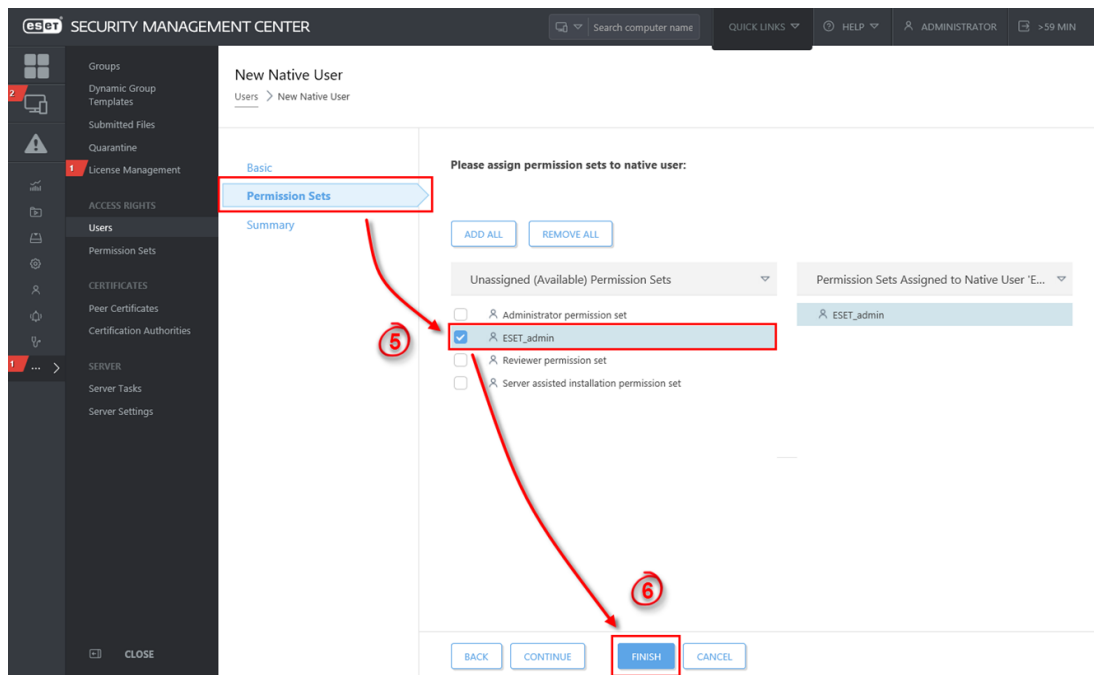 eset SECURITY MANAGEMENT CENTER
Search computer name
QUICK LINKS
HELP
ADMINISTRATOR
>59 MIN
2
1
1
...
Groups
Dynamic Group
Templates
Submitted Files
Quarantine
License Management
ACCESS RIGHTS
Users
Permission Sets
CERTIFICATES
Peer Certificates
Certification Authorities
SERVER
Server Tasks
Server Settings
CLOSE
New Native User
Users > New Native User
Basic
Permission Sets
Summary
Please assign permission sets to native user:
ADD ALL
REMOVE ALL
Unassigned (Available) Permission Sets
Administrator permission set
ESET_admin
Reviewer permission set
Server assisted installation permission set
Permission Sets Assigned to Native User 'E...
ESET_admin
5
6
BACK
CONTINUE
FINISH
CANCEL